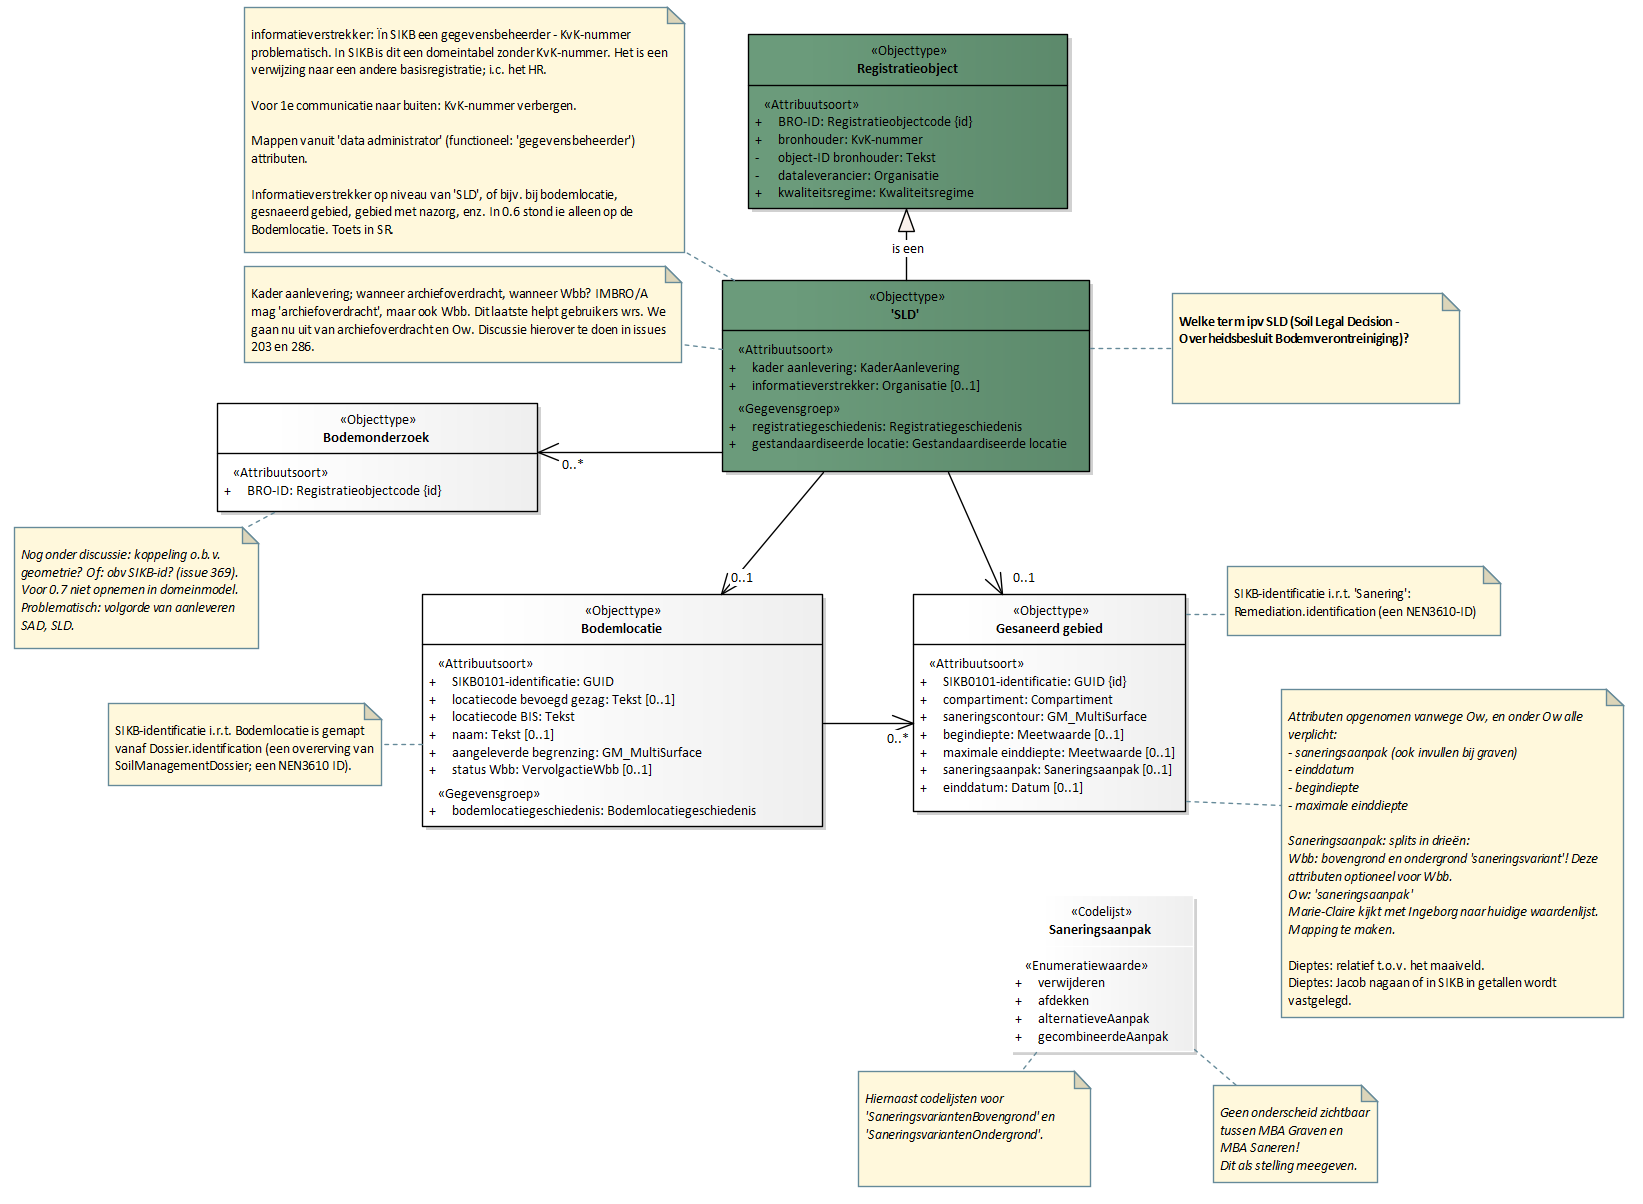 informatieverstrekker: Ïn SIKB een gegevensbeheerder - KvK-nummer
problematisch. In SIKB is dit een domeintabel zonder KvK-nummer. Het is een
verwijzing naar een andere basisregistratie; i.c. het HR.
Voor 1e communicatie naar buiten: KvK-nummer verbergen.
Mappen vanuit 'data administrator' (functioneel: 'gegevensbeheerder')
attributen.
Informatieverstrekker op niveau van 'SLD', of bijv. bij bodemlocatie,
gesnaeerd gebied, gebied met nazorg, enz. In 0.6 stond ie alleen op de
Bodemlocatie. Toets in SR.
«Objecttype»
Registratieobject
«Attribuutsoort»
+ BRO-ID: Registratieobjectcode {id}
+ bronhouder: KvK-nummer
- object-ID bronhouder: Tekst
- dataleverancier: Organisatie
+ kwaliteitsregime: Kwaliteitsregime
is een
Kader aanlevering; wanneer archiefoverdracht, wanneer Wbb? IMBRO/A
mag 'archiefoverdracht', maar ook Wbb. Dit laatste helpt gebruikers wrs. We
gaan nu uit van archiefoverdracht en Ow. Discussie hierover te doen in issues
203 en 286.
«Objecttype»
'SLD'
«Attribuutsoort»
+ kader aanlevering: KaderAanlevering
+ informatieverstrekker: Organisatie [0..1]
«Gegevensgroep»
+ registratiegeschiedenis: Registratiegeschiedenis
+ gestandaardiseerde locatie: Gestandaardiseerde locatie
Welke term ipv SLD (Soil Legal Decision -
Overheidsbesluit Bodemverontreiniging)?
«Objecttype»
Bodemonderzoek
«Attribuutsoort»
+ BRO-ID: Registratieobjectcode {id}
0..*
Nog onder discussie: koppeling o.b.v.
geometrie? Of: obv SIKB-id? (issue 369).
Voor 0.7 niet opnemen in domeinmodel.
Problematisch: volgorde van aanleveren
SAD, SLD.
0..1
0..1
«Objecttype»
Bodemlocatie
«Attribuutsoort»
+ SIKB0101-identificatie: GUID
+ locatiecode bevoegd gezag: Tekst [0..1]
+ locatiecode BIS: Tekst
+ naam: Tekst [0..1]
+ aangeleverde begrenzing: GM_MultiSurface
+ status Wbb: VervolgactieWbb [0..1]
«Gegevensgroep»
+ bodemlocatiegeschiedenis: Bodemlocatiegeschiedenis
0..*
«Objecttype»
Gesaneerd gebied
«Attribuutsoort»
+ SIKB0101-identificatie: GUID {id}
+ compartiment: Compartiment
+ saneringscontour: GM_MultiSurface
+ begindiepte: Meetwaarde [0..1]
+ maximale einddiepte: Meetwaarde [0..1]
+ saneringsaanpak: Saneringsaanpak [0..1]
+ einddatum: Datum [0..1]
SIKB-identificatie i.r.t. 'Sanering':
Remediation.identification (een NEN3610-ID)
SIKB-identificatie i.r.t. Bodemlocatie is gemapt
vanaf Dossier.identification (een overerving van
SoilManagementDossier; een NEN3610 ID).
Attributen opgenomen vanwege Ow, en onder Ow alle
verplicht:
- saneringsaanpak (ook invullen bij graven)
- einddatum
- begindiepte
- maximale einddiepte
Saneringsaanpak: splits in drieën:
Wbb: bovengrond en ondergrond 'saneringsvariant'! Deze
attributen optioneel voor Wbb.
Ow: 'saneringsaanpak'
Marie-Claire kijkt met Ingeborg naar huidige waardenlijst.
Mapping te maken.
Dieptes: relatief t.o.v. het maaiveld.
Dieptes: Jacob nagaan of in SIKB in getallen wordt
vastgelegd.
«Codelijst»
Saneringsaanpak
«Enumeratiewaarde»
+ verwijderen
+ afdekken
+ alternatieveAanpak
+ gecombineerdeAanpak
Hiernaast codelijsten voor
'SaneringsvariantenBovengrond' en
'SaneringsvariantenOndergrond'.
Geen onderscheid zichtbaar
tussen MBA Graven en
MBA Saneren!
Dit als stelling meegeven.